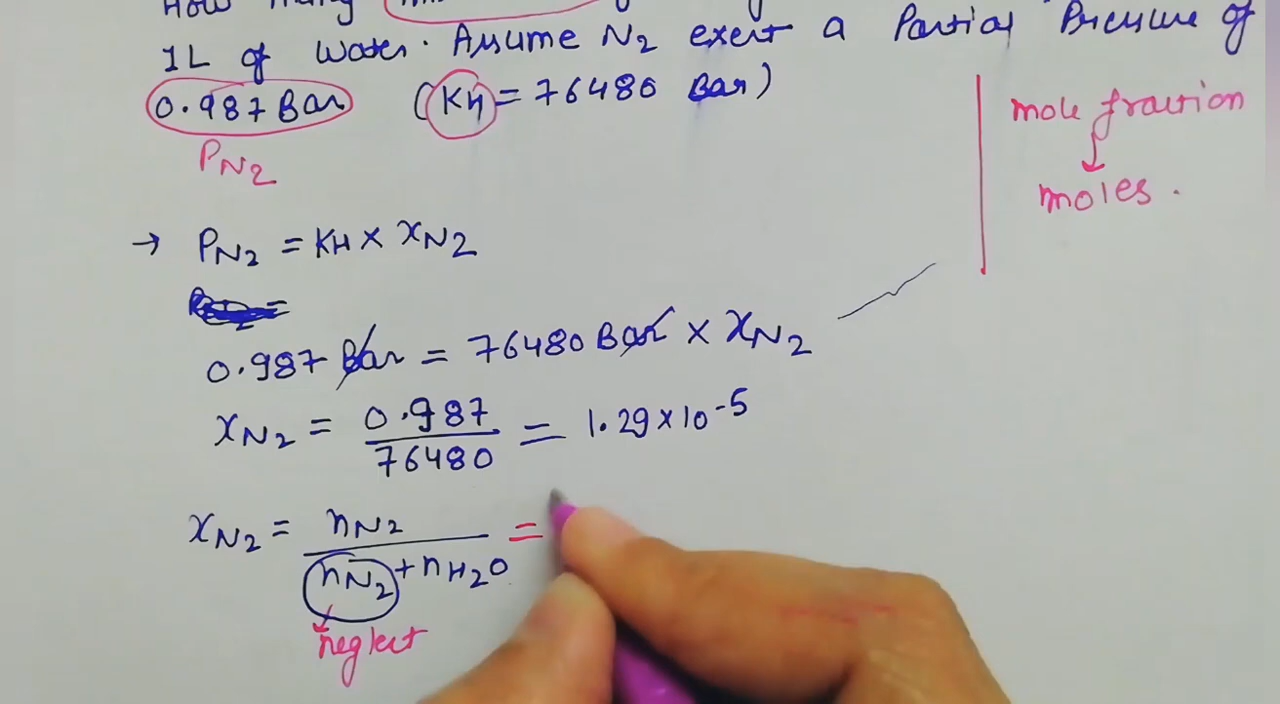 How many
1L of Water. Assume N2 exert a Partial Pressure of
0.987 Bar (KH = 76480 Bar)
PN2
mole fraction
↓
moles.
→ PN2 = KH × xN2
0.987 Bar = 76480 Bar × xN2
xN2 = 0.987 / 76480 = 1.29 × 10^-5
xN2 = nN2 / nN2 + nH2O =
neglect